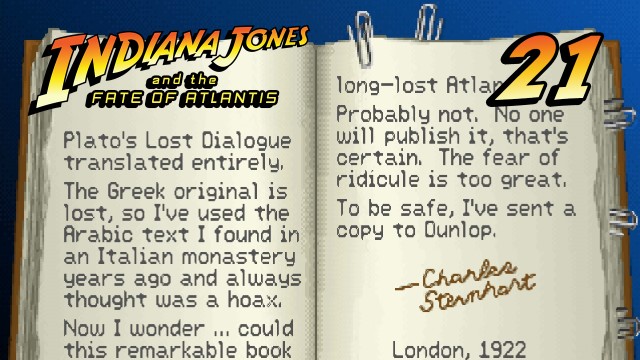 INDIANA JONES
and the
FATE OF ATLANTIS
21
Plato's Lost Dialogue
translated entirely.
The Greek original is
lost, so I've used the
Arabic text I found in
an Italian monastery
years ago and always
thought was a hoax.
Now I wonder ... could
this remarkable book
long-lost Atlan
Probably not. No one
will publish it, that's
certain. The fear of
ridicule is too great.
To be safe, I've sent a
copy to Dunlop.
—Charles
Sternhart
London, 1922